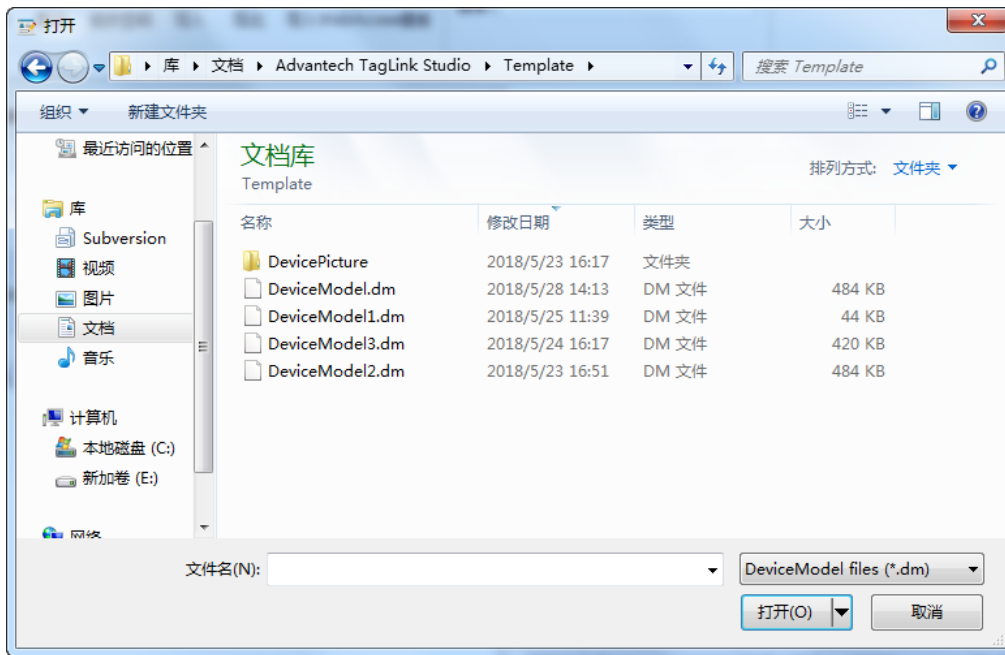 打开
库 文档 Advantech TagLink Studio Template
搜索 Template
组织 新建文件夹
最近访问的位置
库
Subversion
视频
图片
文档
音乐
计算机
本地磁盘 (C:)
新加卷 (E:)
网络
文档库
Template
排列方式: 文件夹
名称 修改日期 类型 大小
DevicePicture 2018/5/23 16:17 文件夹
DeviceModel.dm 2018/5/28 14:13 DM 文件 484 KB
DeviceModel1.dm 2018/5/25 11:39 DM 文件 44 KB
DeviceModel3.dm 2018/5/24 16:17 DM 文件 420 KB
DeviceModel2.dm 2018/5/23 16:51 DM 文件 484 KB
文件名(N):
DeviceModel files (*.dm)
打开(O) 取消